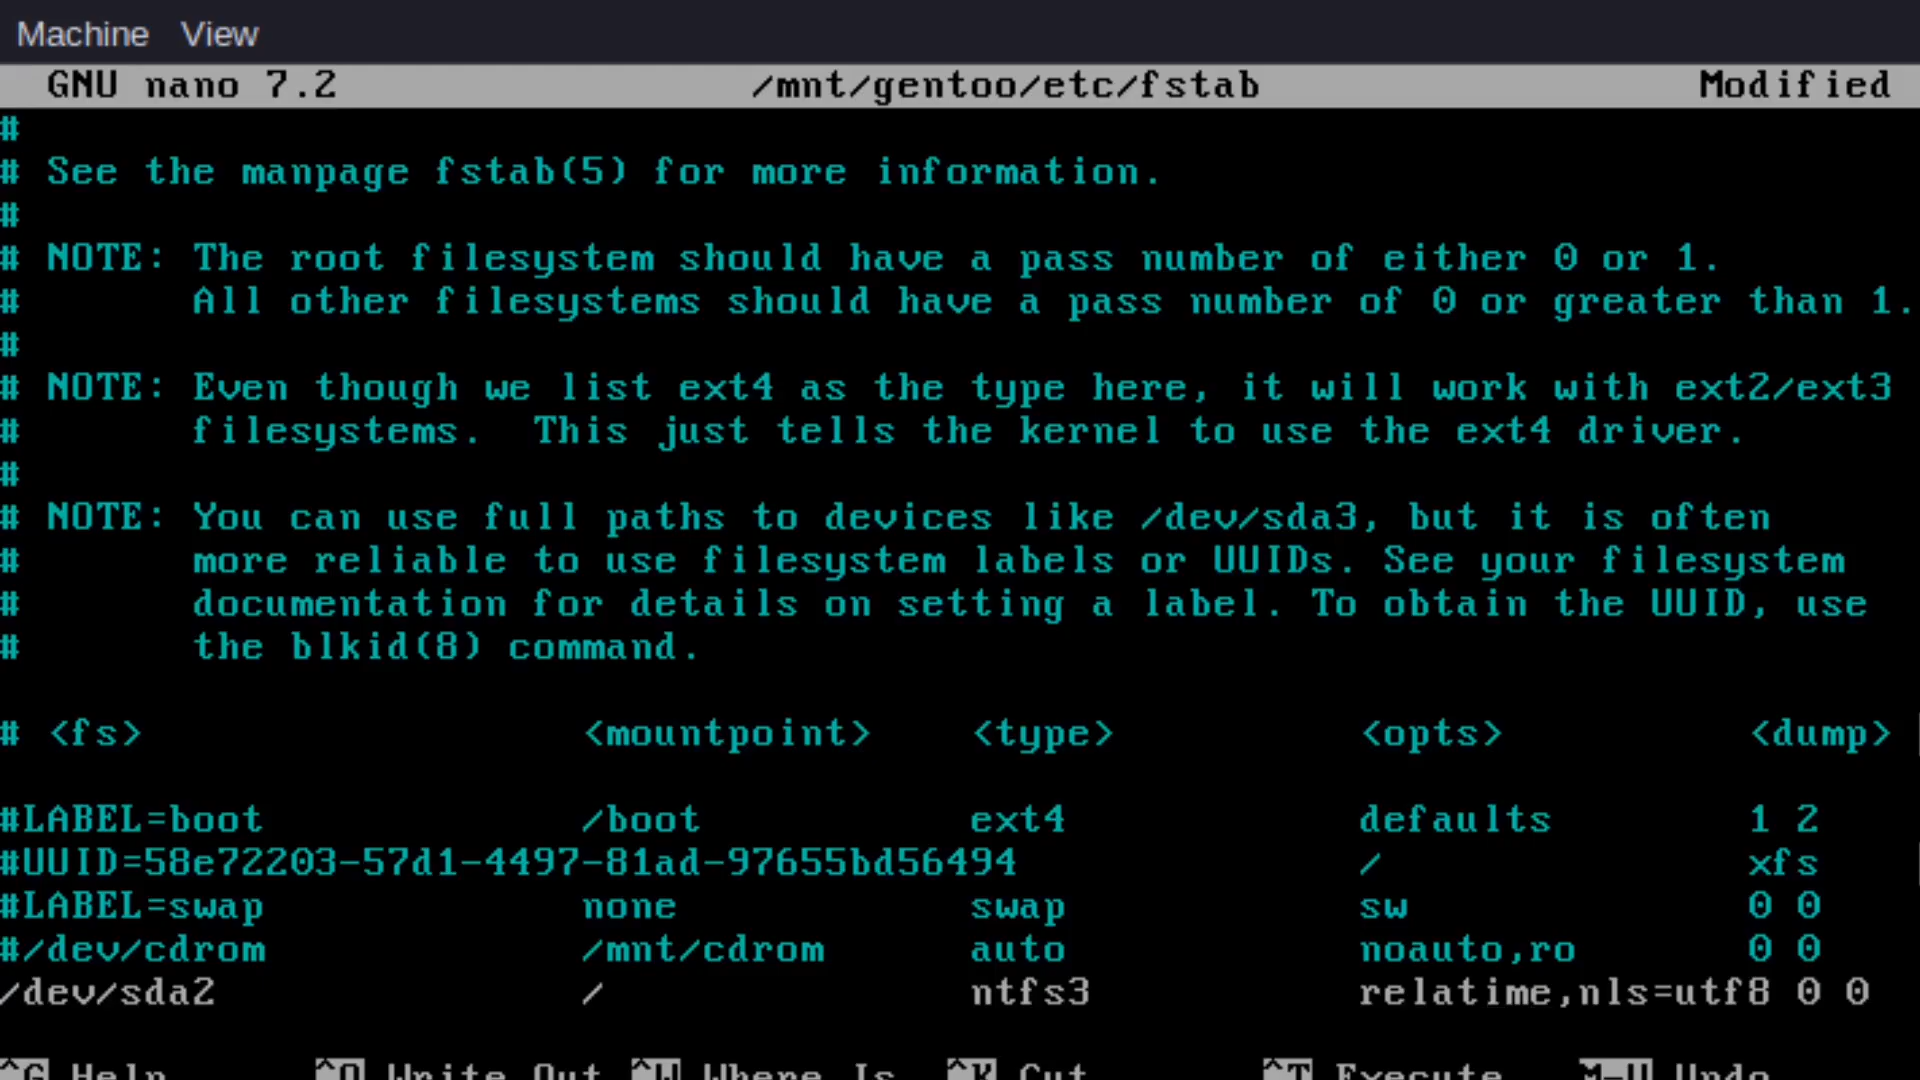 Machine View
GNU nano 7.2 /mnt/gentoo/etc/fstab Modified
#
# See the manpage fstab(5) for more information.
#
# NOTE: The root filesystem should have a pass number of either 0 or 1.
# All other filesystems should have a pass number of 0 or greater than 1.
#
# NOTE: Even though we list ext4 as the type here, it will work with ext2/ext3
# filesystems. This just tells the kernel to use the ext4 driver.
#
# NOTE: You can use full paths to devices like /dev/sda3, but it is often
# more reliable to use filesystem labels or UUIDs. See your filesystem
# documentation for details on setting a label. To obtain the UUID, use
# the blkid(8) command.
# <fs> <mountpoint> <type> <opts> <dump>
#LABEL=boot /boot ext4 defaults 1 2
#UUID=58e72203-57d1-4497-81ad-97655bd56494 / xfs
#LABEL=swap none swap sw 0 0
#/dev/cdrom /mnt/cdrom auto noauto,ro 0 0
/dev/sda2 / ntfs3 relatime,nls=utf8 0 0
^G Help ^O Write Out ^W Where Is ^K Cut ^T Execute M-U Undo